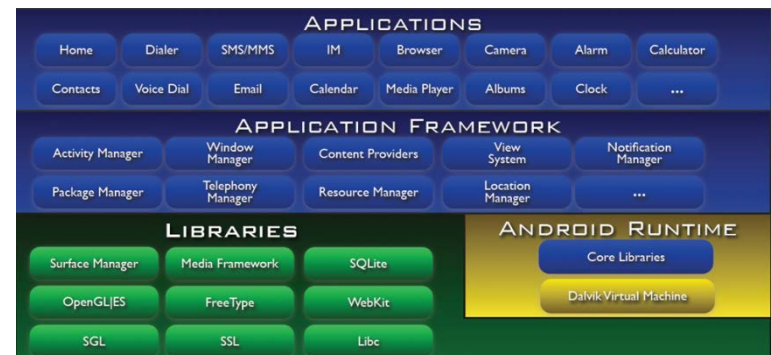 APPLICATIONS
Home Dialer SMS/MMS IM Browser Camera Alarm Calculator
Contacts Voice Dial Email Calendar Media Player Albums Clock ...
APPLICATION FRAMEWORK
Activity Manager Window Manager Content Providers View System Notification Manager
Package Manager Telephony Manager Resource Manager Location Manager ...
LIBRARIES ANDROID RUNTIME
Surface Manager Media Framework SQLite Core Libraries
OpenGL|ES FreeType WebKit Dalvik Virtual Machine
SGL SSL Libc